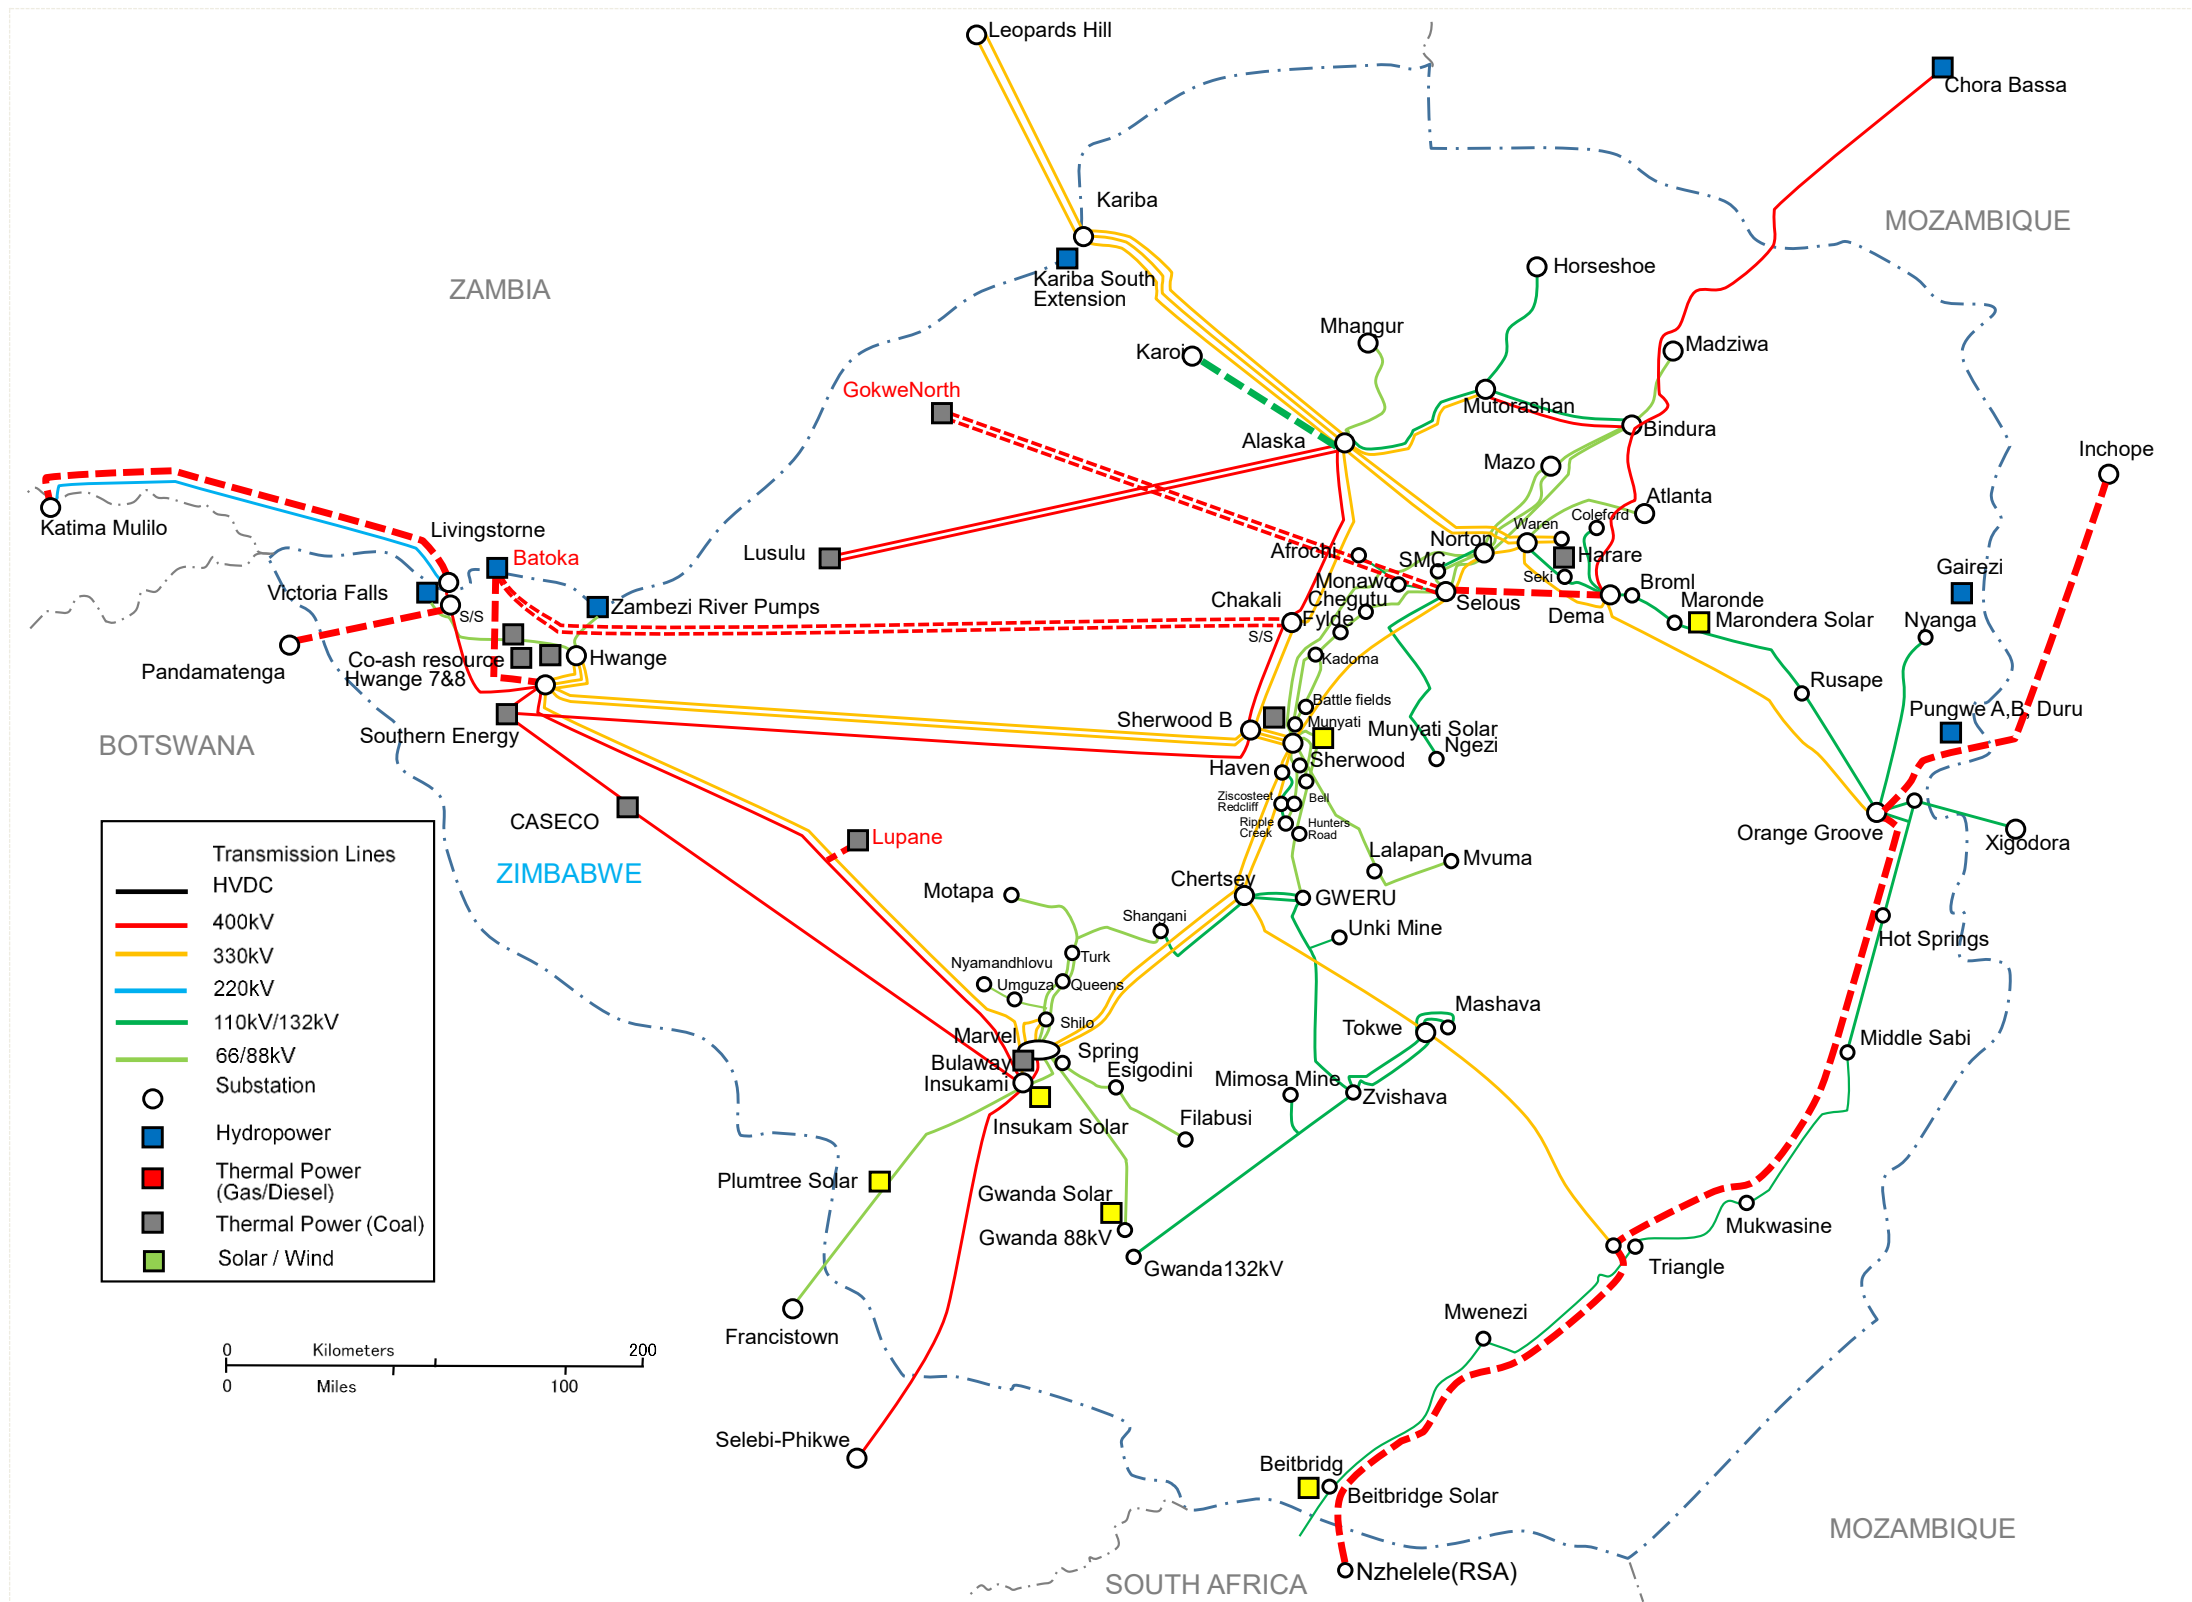 Leopards Hill
Chora Bassa
Kariba
MOZAMBIQUE
Kariba South
Extension
ZAMBIA
Horseshoe
Mhangur
Karoi
Madziwa
GokweNorth
Mutorashan
Alaska
Bindura
Inchope
Mazo
Atlanta
Katima Mulilo
Livingstorne
Batoka
Waren
Coleford
Lusulu
Afrochi
Norton
SMC
Harare
Seki
Victoria Falls
S/S
Zambezi River Pumps
Monawo
Chegutu
Selous
Chakali
Fylde
S/S
Dema
Broml
Maronde
Marondera Solar
Gairezi
Nyanga
Pandamatenga
Co-ash resource
Hwange
Hwange 7&8
Kadoma
Rusape
Battle fields
Pungwe A,B, Duru
Sherwood B
Munyati
Munyati Solar
Ngezi
Southern Energy
BOTSWANA
Haven
Sherwood
Ziscosteet
Redcliff
Bell
Ripple
Creek
Hunters
Road
CASECO
Lupane
Orange Groove
Xigodora
ZIMBABWE
Lalapan
Mvuma
Motapa
Chertsey
GWERU
Shangani
Unki Mine
Hot Springs
Turk
Nyamandhlovu
Umguza
Queens
Shilo
Mashava
Tokwe
Marvel
Bulaway
Insukami
Spring
Esigodini
Middle Sabi
Mimosa Mine
Zvishava
Filabusi
Insukam Solar
Plumtree Solar
Gwanda Solar
Gwanda 88kV
Gwanda132kV
Mukwasine
Triangle
Francistown
Mwenezi
Selebi-Phikwe
Beitbridg
Beitbridge Solar
MOZAMBIQUE
Nzhelele(RSA)
SOUTH AFRICA
Transmission Lines
HVDC
400kV
330kV
220kV
110kV/132kV
66/88kV
Substation
Hydropower
Thermal Power
(Gas/Diesel)
Thermal Power (Coal)
Solar / Wind
0 Kilometers 200
0 Miles 100